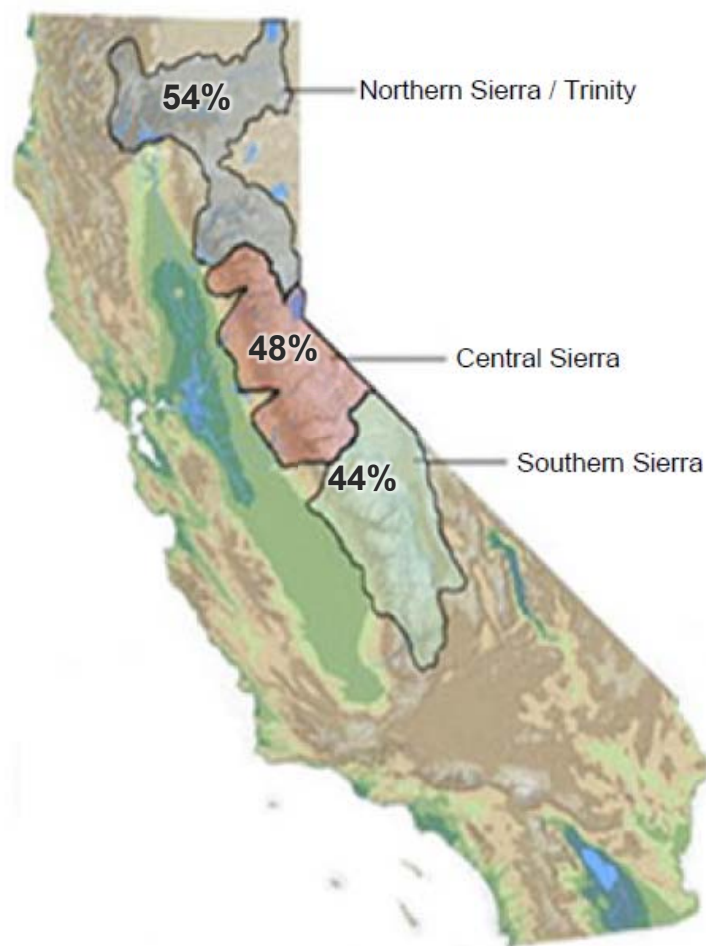 54%
Northern Sierra / Trinity
48%
Central Sierra
44%
Southern Sierra